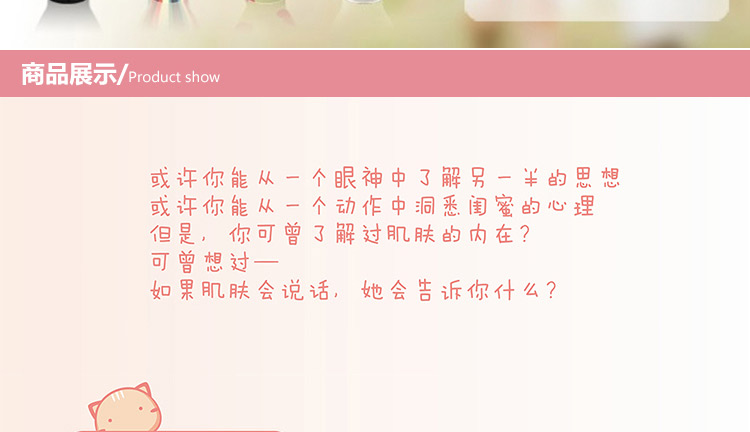 商品展示/Product show
或许你能从一个眼神中了解另一半的思想
或许你能从一个动作中洞悉闺蜜的心理
但是，你可曾了解过肌肤的内在？
可曾想过—
如果肌肤会说话，她会告诉你什么？